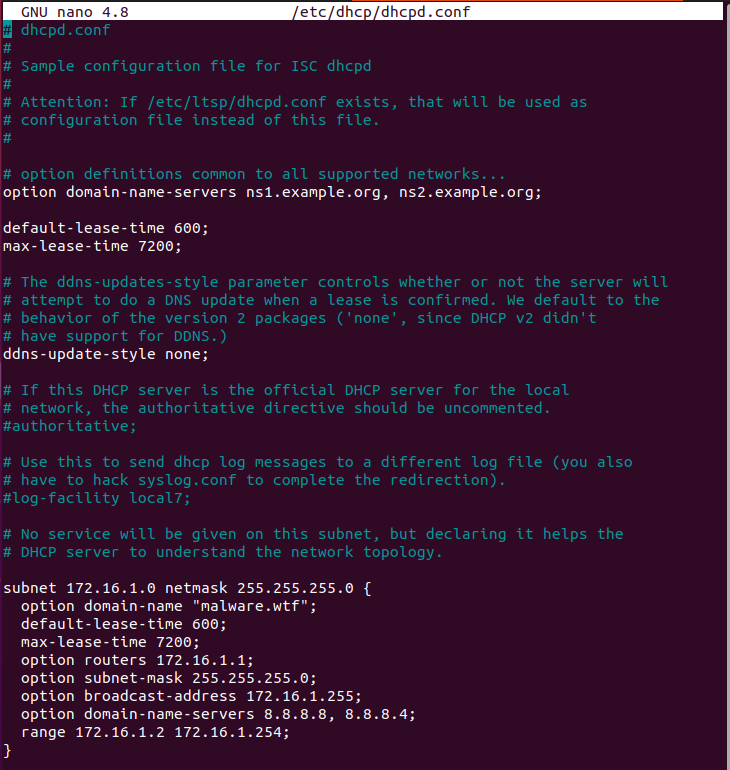 GNU nano 4.8 /etc/dhcp/dhcpd.conf
# dhcpd.conf
#
# Sample configuration file for ISC dhcpd
#
# Attention: If /etc/ltsp/dhcpd.conf exists, that will be used as
# configuration file instead of this file.
#
# option definitions common to all supported networks...
option domain-name-servers ns1.example.org, ns2.example.org;
default-lease-time 600;
max-lease-time 7200;
# The ddns-updates-style parameter controls whether or not the server will
# attempt to do a DNS update when a lease is confirmed. We default to the
# behavior of the version 2 packages ('none', since DHCP v2 didn't
# have support for DDNS.)
ddns-update-style none;
# If this DHCP server is the official DHCP server for the local
# network, the authoritative directive should be uncommented.
#authoritative;
# Use this to send dhcp log messages to a different log file (you also
# have to hack syslog.conf to complete the redirection).
#log-facility local7;
# No service will be given on this subnet, but declaring it helps the
# DHCP server to understand the network topology.
subnet 172.16.1.0 netmask 255.255.255.0 {
  option domain-name "malware.wtf";
  default-lease-time 600;
  max-lease-time 7200;
  option routers 172.16.1.1;
  option subnet-mask 255.255.255.0;
  option broadcast-address 172.16.1.255;
  option domain-name-servers 8.8.8.8, 8.8.8.4;
  range 172.16.1.2 172.16.1.254;
}